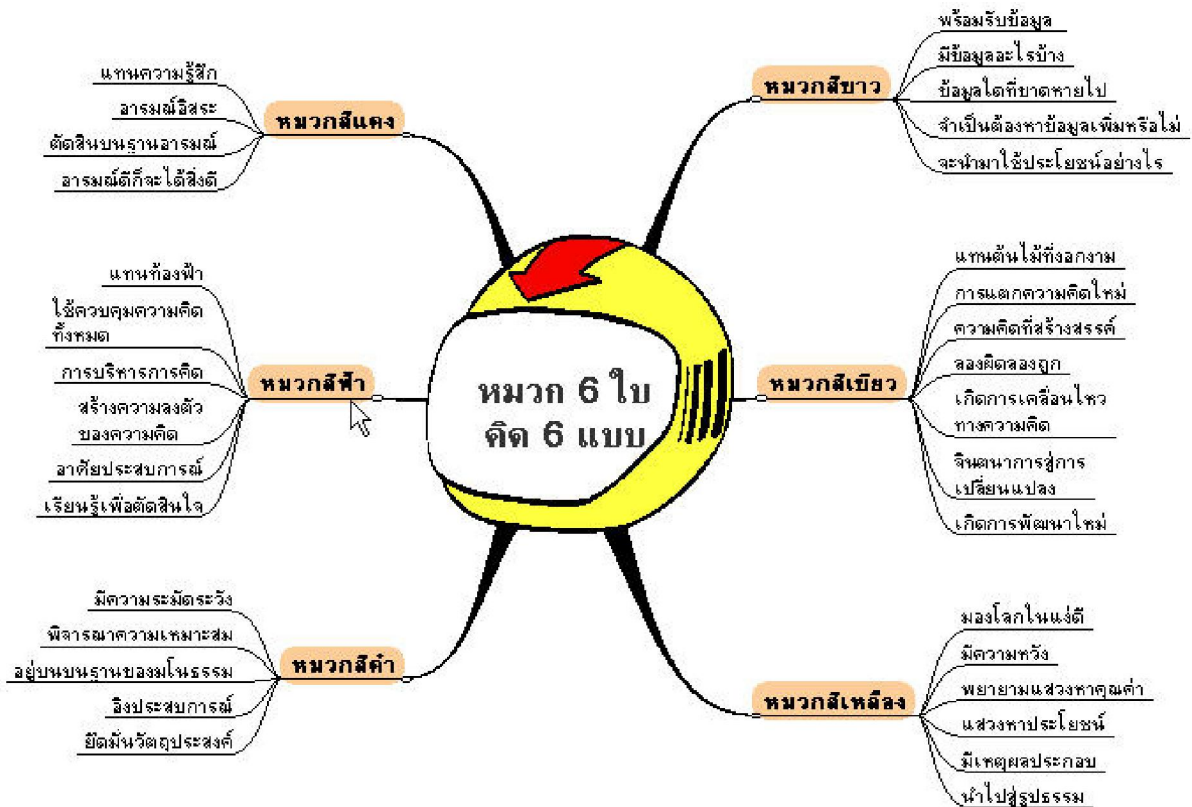 หมวก 6 ใบ
คิด 6 แบบ
หมวกสีขาว
พร้อมรับข้อมูล
มีข้อมูลอะไรบ้าง
ข้อมูลใดที่ขาดหายไป
จำเป็นต้องหาข้อมูลเพิ่มหรือไม่
จะนำมาใช้ประโยชน์อย่างไร
หมวกสีเขียว
แทนต้นไม้ที่งอกงาม
การแตกความคิดใหม่
ความคิดที่สร้างสรรค์
ลองผิดลองถูก
เกิดการเคลื่อนไหว
ทางความคิด
จินตนาการสู่การ
เปลี่ยนแปลง
เกิดการพัฒนาใหม่
หมวกสีเหลือง
มองโลกในแง่ดี
มีความหวัง
พยายามแสวงหาคุณค่า
แสวงหาประโยชน์
มีเหตุผลประกอบ
นำไปสู่รูปธรรม
หมวกสีแดง
แทนความรู้สึก
อารมณ์อิสระ
ตัดสินบนฐานอารมณ์
อารมณ์ดีก็จะได้สิ่งดี
หมวกสีฟ้า
แทนท้องฟ้า
ใช้ควบคุมความคิด
ทั้งหมด
การบริหารการคิด
สร้างความลงตัว
ของความคิด
อาศัยประสบการณ์
เรียนรู้เพื่อตัดสินใจ
หมวกสีดำ
มีความระมัดระวัง
พิจารณาความเหมาะสม
อยู่บนบนฐานของมโนธรรม
อิงประสบการณ์
ยึดมั่นวัตถุประสงค์